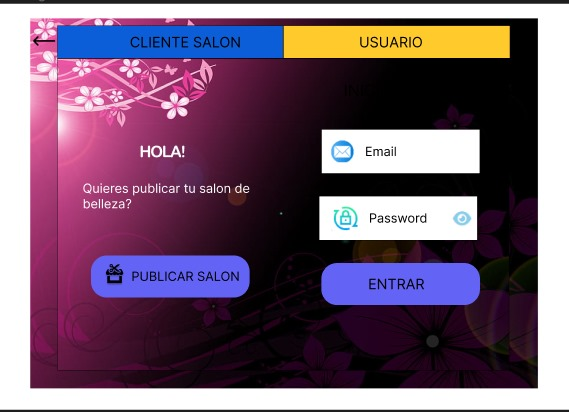 CLIENTE SALON
USUARIO
HOLA!
Quieres publicar tu salon de
belleza?
PUBLICAR SALON
Email
Password
ENTRAR